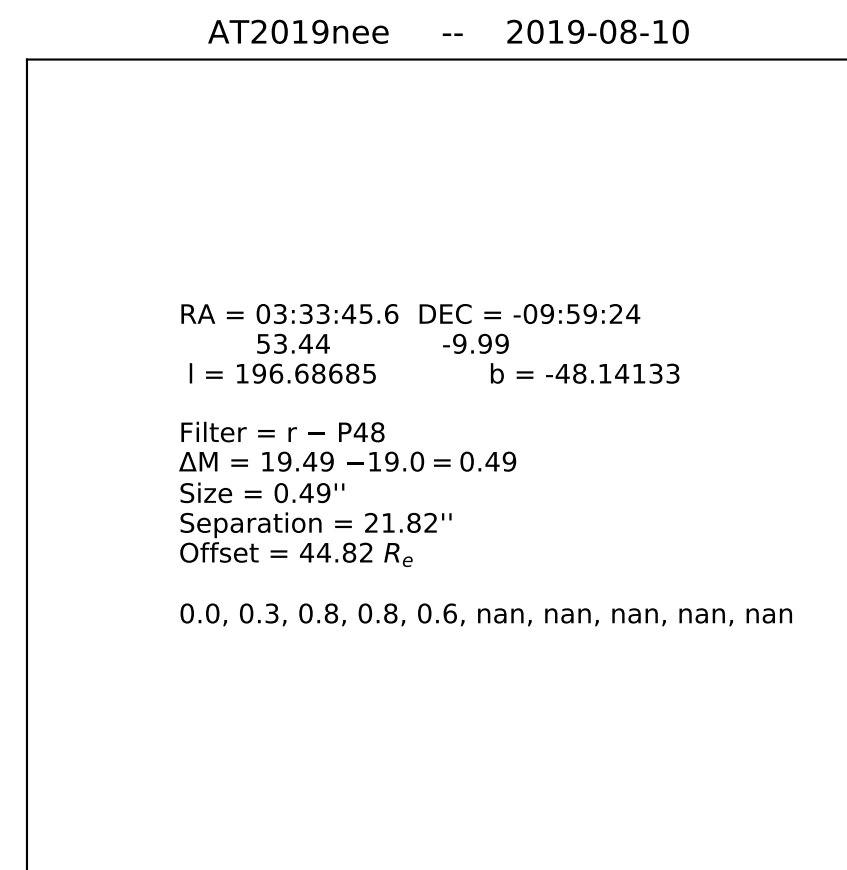 AT2019nee -- 2019-08-10
RA = 03:33:45.6 DEC = -09:59:24
53.44 -9.99
l = 196.68685 b = -48.14133
Filter = r − P48
ΔM = 19.49 −19.0 = 0.49
Size = 0.49''
Separation = 21.82''
Offset = 44.82 Rₑ
0.0, 0.3, 0.8, 0.8, 0.6, nan, nan, nan, nan, nan